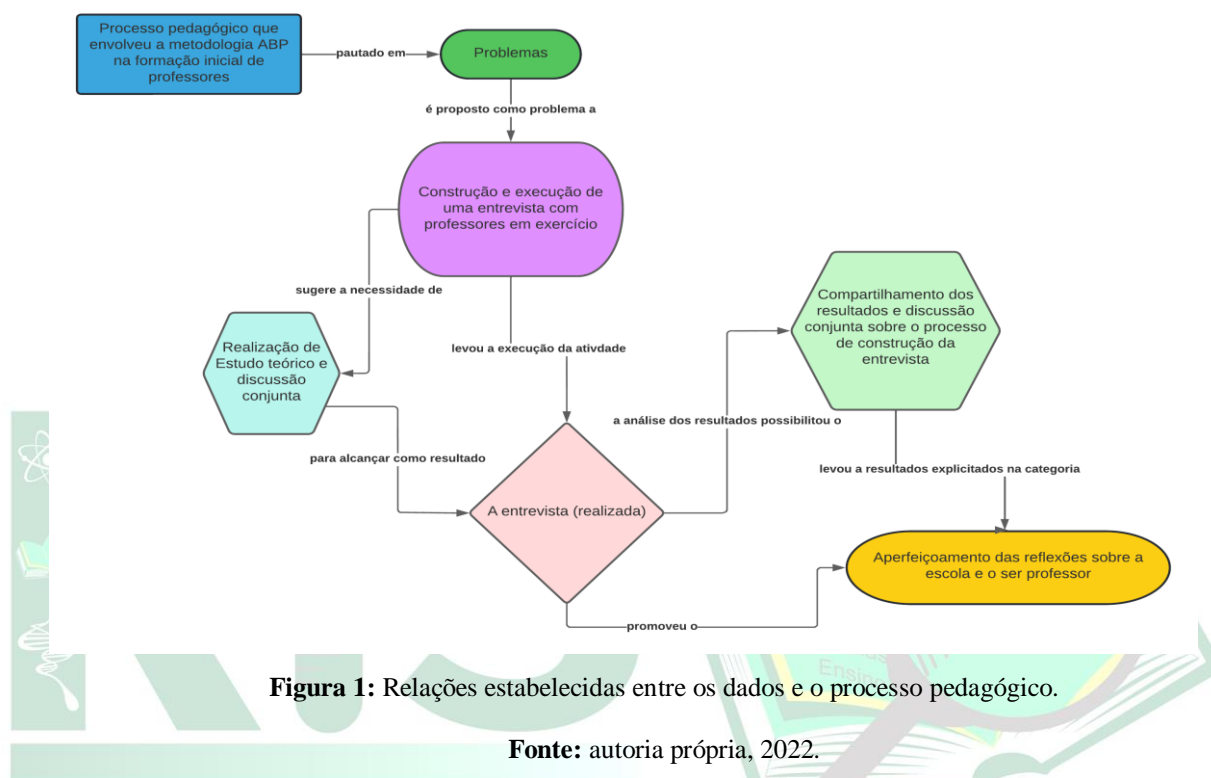 Processo pedagógico que
envolveu a metodologia ABP
na formação inicial de
professores
pautado em
Problemas
é proposto como problema a
Construção e execução de
uma entrevista com
professores em exercício
sugere a necessidade de
Realização de
Estudo teórico e
discussão
conjunta
levou a execução da ativdade
Compartilhamento dos
resultados e discussão
conjunta sobre o processo
de construção da
entrevista
a análise dos resultados possibilitou o
para alcançar como resultado
levou a resultados explicitados na categoria
A entrevista (realizada)
Aperfeiçoamento das reflexões sobre a
escola e o ser professor
promoveu o
Figura 1: Relações estabelecidas entre os dados e o processo pedagógico.
Fonte: autoria própria, 2022.